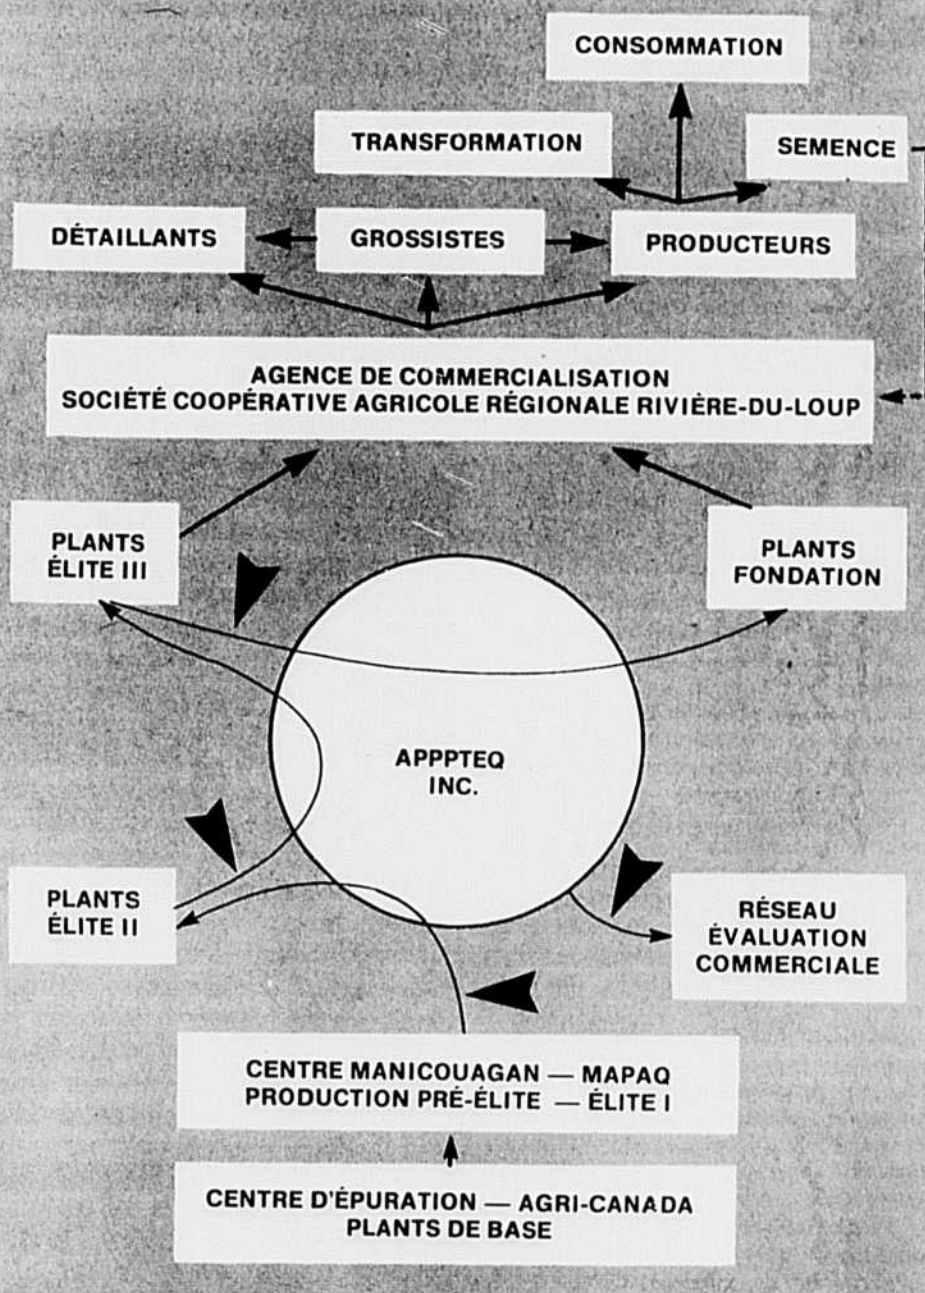 CONSOMMATION
TRANSFORMATION
SEMENCE
DÉTAILLANTS
GROSSISTES
PRODUCTEURS
AGENCE DE COMMERCIALISATION
SOCIÉTÉ COOPÉRATIVE AGRICOLE RÉGIONALE RIVIÈRE-DU-LOUP
PLANTS
ÉLITE III
PLANTS
FONDATION
APPPTEQ
INC.
PLANTS
ÉLITE II
RÉSEAU
ÉVALUATION
COMMERCIALE
CENTRE MANICOUAGAN — MAPAQ
PRODUCTION PRÉ-ÉLITE — ÉLITE I
CENTRE D'ÉPURATION — AGRI-CANADA
PLANTS DE BASE